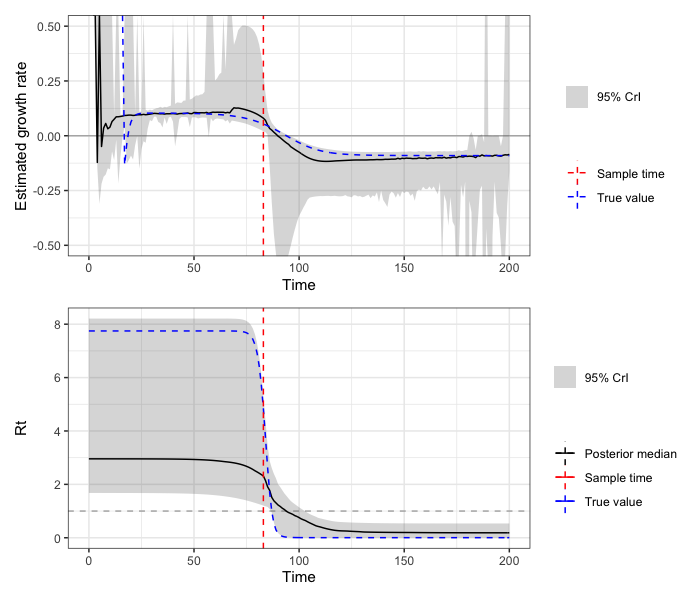 Estimated growth rate
0.50
0.25
0.00
-0.25
-0.50
0
50
100
150
200
Time
95% CrI
Sample time
True value
Rt
8
6
4
2
0
0
50
100
150
200
Time
95% CrI
Posterior median
Sample time
True value